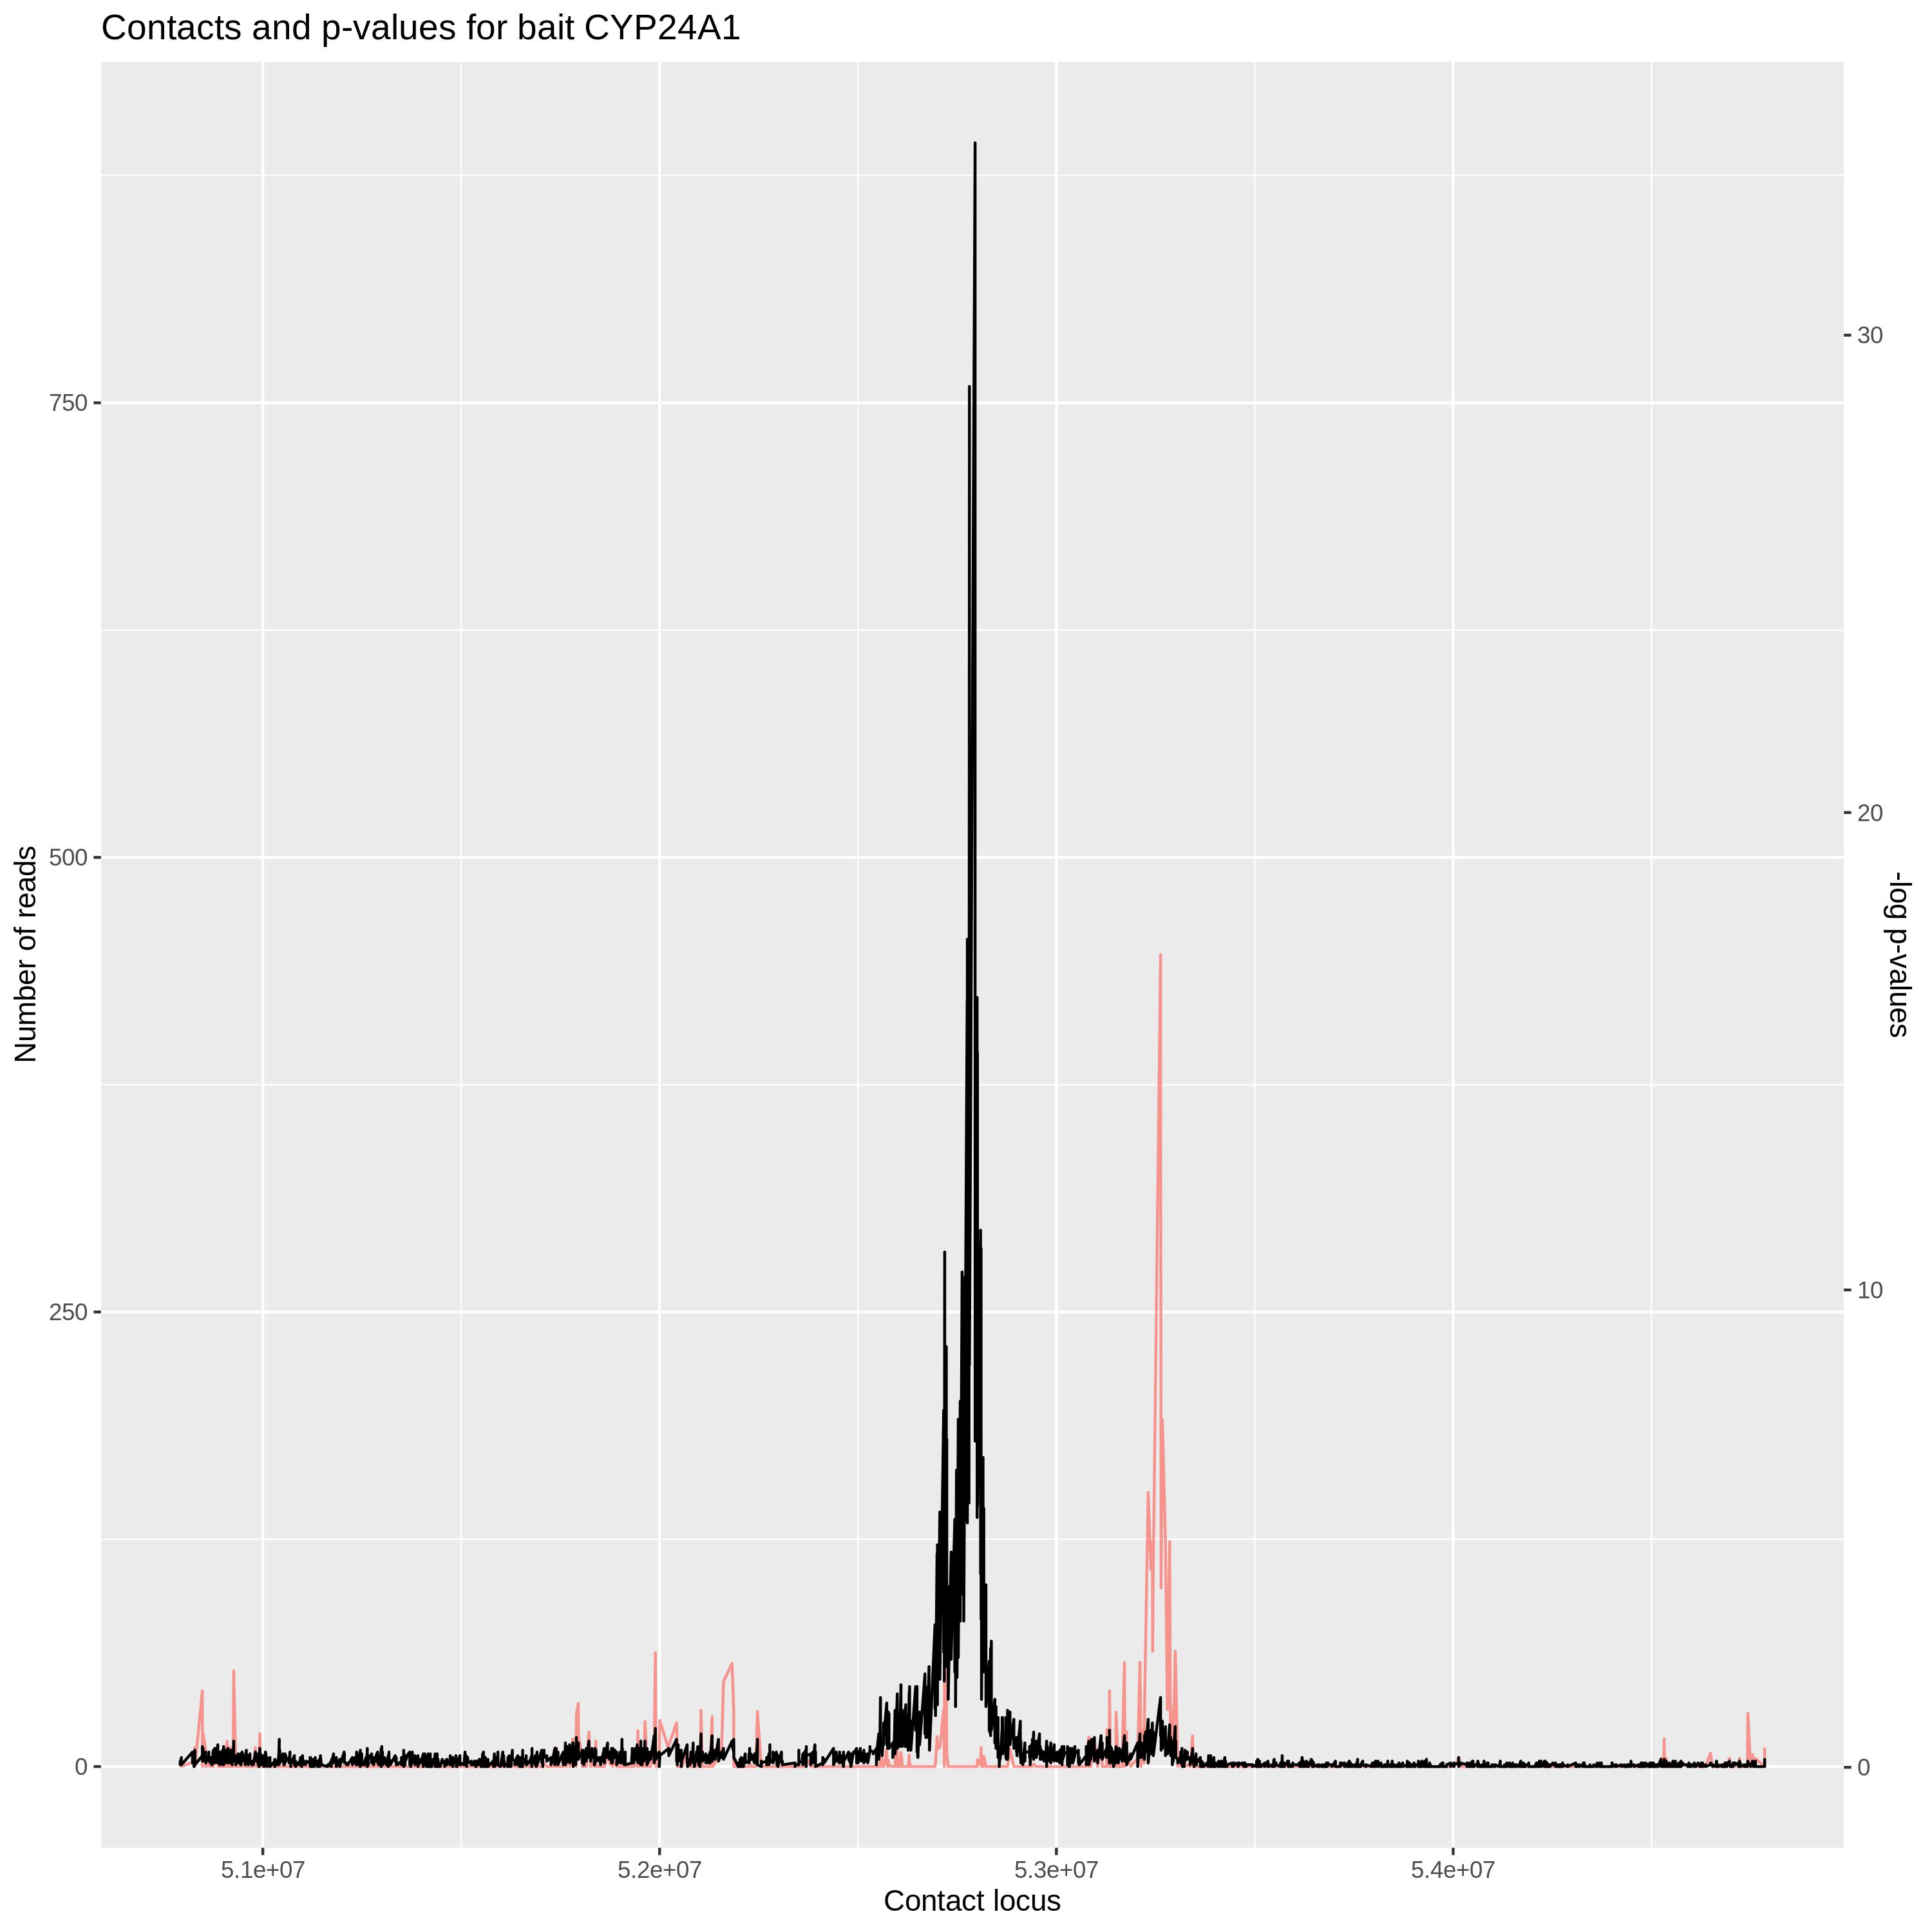 Contacts and p-values for bait CYP24A1
Number of reads
750
500
250
0
30
20
10
0
-log p-values
5.1e+07 5.2e+07 5.3e+07 5.4e+07
Contact locus